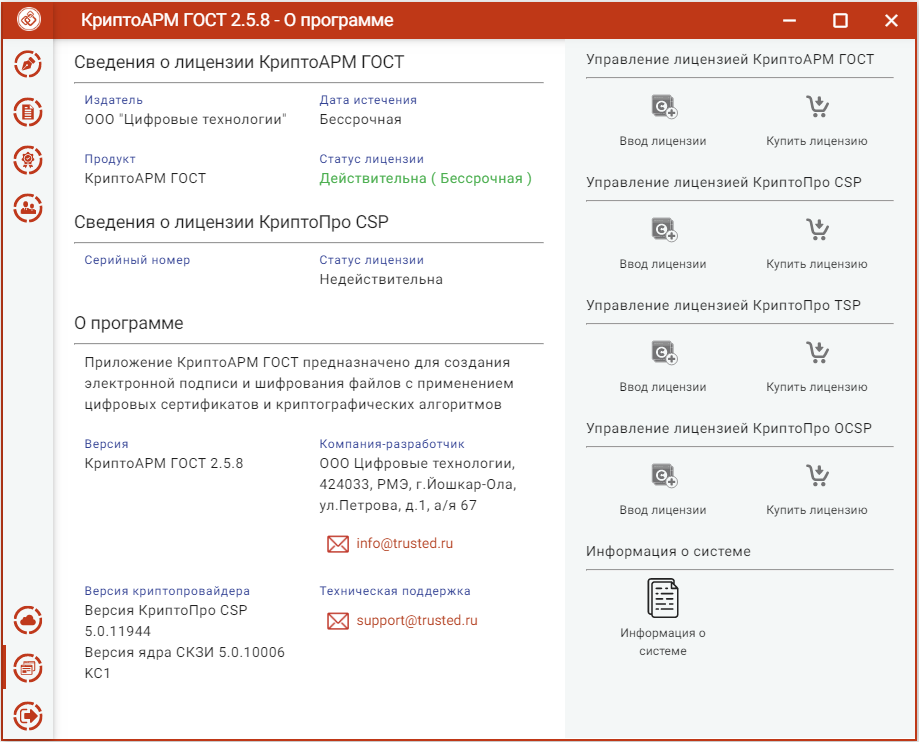 КриптоАРМ ГОСТ 2.5.8 - О программе
Сведения о лицензии КриптоАРМ ГОСТ
Издатель
ООО "Цифровые технологии"
Дата истечения
Бессрочная
Продукт
КриптоАРМ ГОСТ
Статус лицензии
Действительна ( Бессрочная )
Сведения о лицензии КриптоПро CSP
Серийный номер
Статус лицензии
Недействительна
О программе
Приложение КриптоАРМ ГОСТ предназначено для создания
электронной подписи и шифрования файлов с применением
цифровых сертификатов и криптографических алгоритмов
Версия
КриптоАРМ ГОСТ 2.5.8
Компания-разработчик
ООО Цифровые технологии,
424033, РМЭ, г.Йошкар-Ола,
ул.Петрова, д.1, а/я 67
info@trusted.ru
Версия криптопровайдера
Версия КриптоПро CSP
5.0.11944
Версия ядра СКЗИ 5.0.10006
KC1
Техническая поддержка
support@trusted.ru
Управление лицензией КриптоАРМ ГОСТ
Ввод лицензии
Купить лицензию
Управление лицензией КриптоПро CSP
Ввод лицензии
Купить лицензию
Управление лицензией КриптоПро TSP
Ввод лицензии
Купить лицензию
Управление лицензией КриптоПро OCSP
Ввод лицензии
Купить лицензию
Информация о системе
Информация о
системе